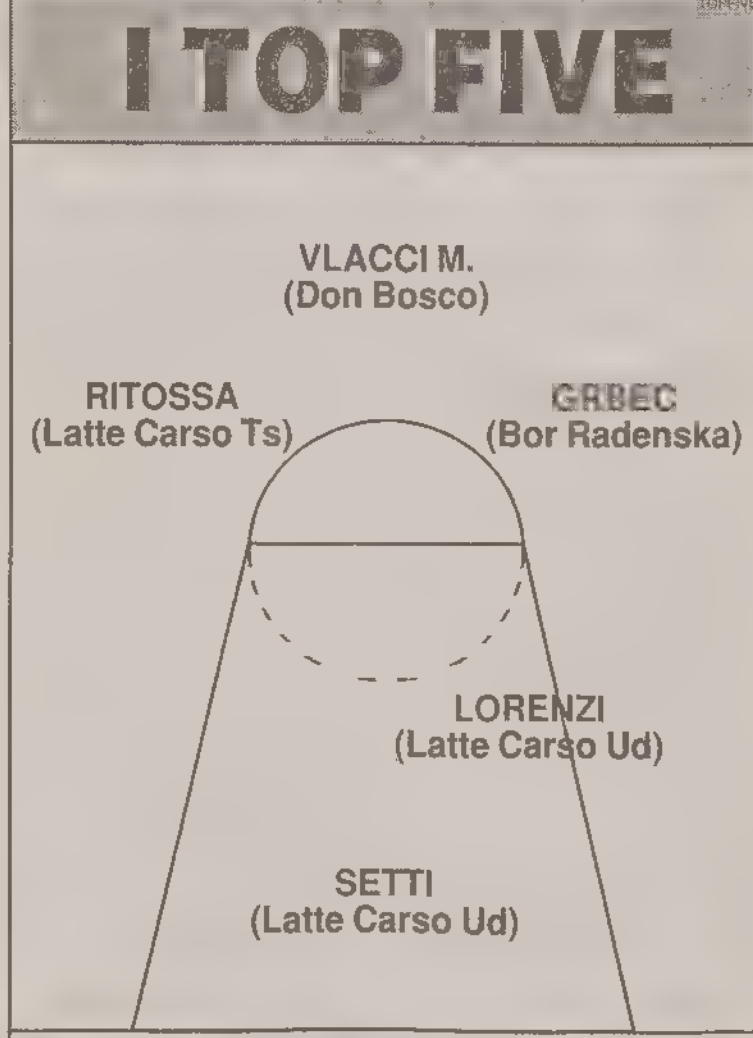 I TOP FIVE
VLACCI M.
(Don Bosco)
RITOSSA
(Latte Carso Ts)
GRBEC
(Bor Radenska)
LORENZI
(Latte Carso Ud)
SETTI
(Latte Carso Ud)